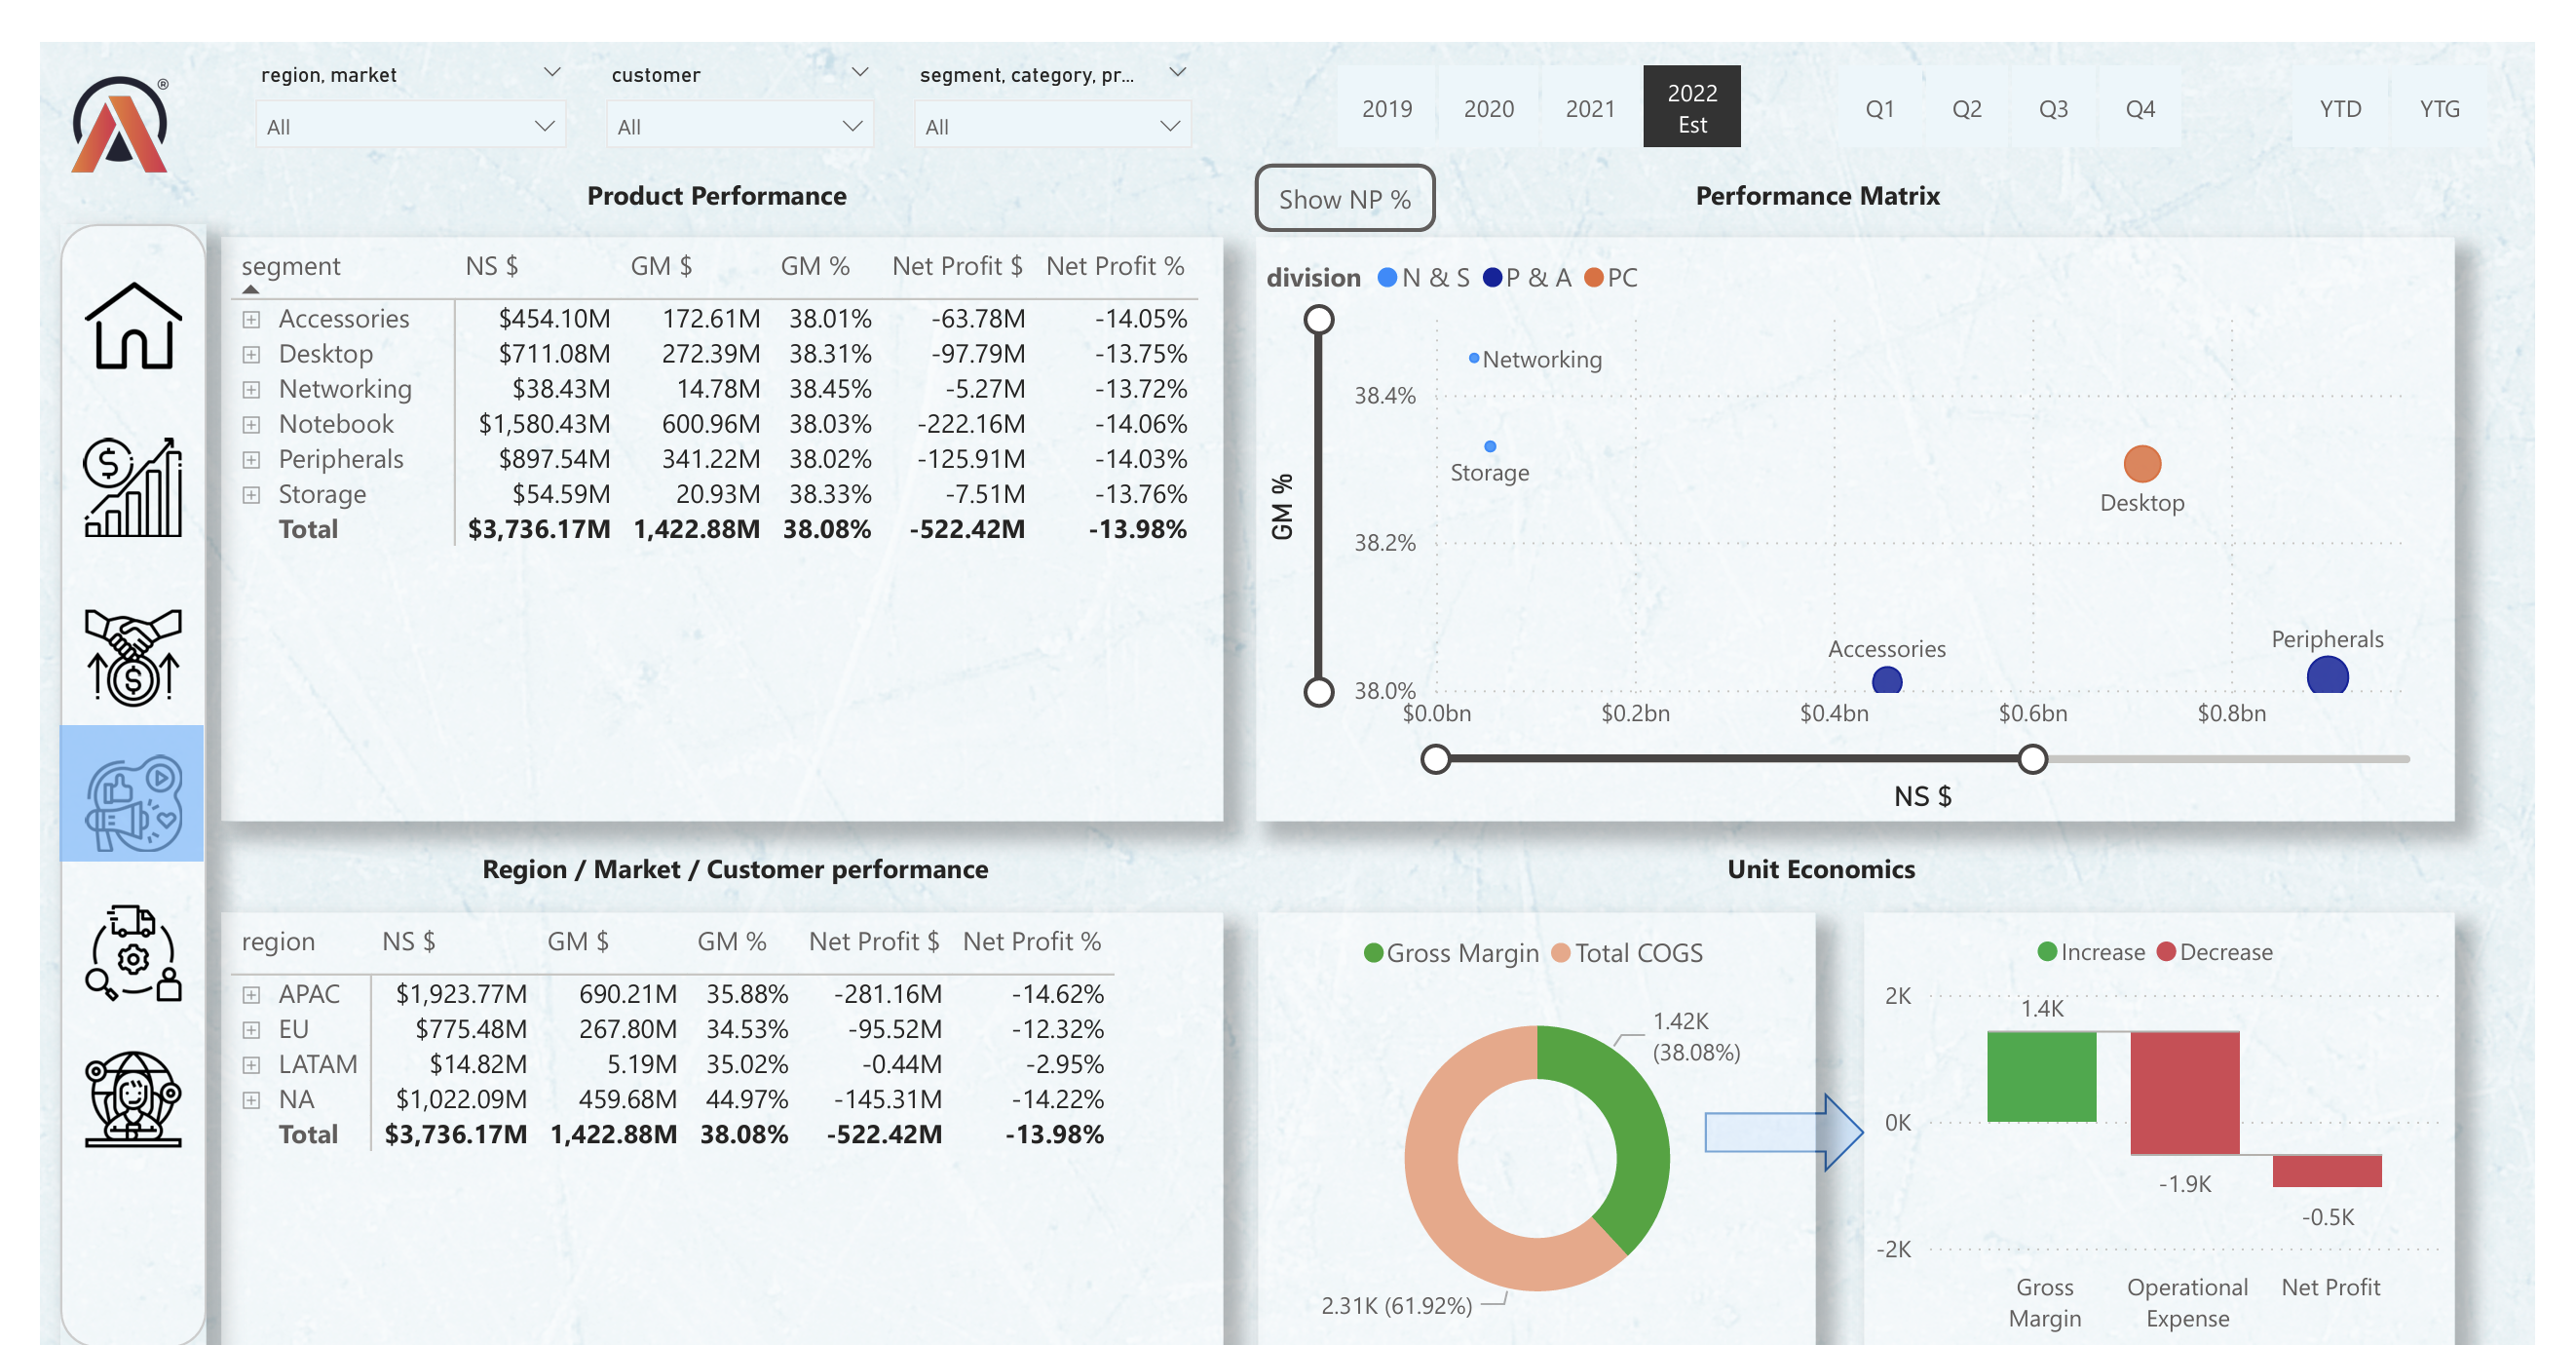 region, market
customer
segment, category, pr...
All
All
All
2019
2020
2021
2022
Est
Q1
Q2
Q3
Q4
YTD
YTG
®
Product Performance
segment NS $ GM $ GM % Net Profit $ Net Profit %
Accessories $454.10M 172.61M 38.01% -63.78M -14.05%
Desktop $711.08M 272.39M 38.31% -97.79M -13.75%
Networking $38.43M 14.78M 38.45% -5.27M -13.72%
Notebook $1,580.43M 600.96M 38.03% -222.16M -14.06%
Peripherals $897.54M 341.22M 38.02% -125.91M -14.03%
Storage $54.59M 20.93M 38.33% -7.51M -13.76%
Total $3,736.17M 1,422.88M 38.08% -522.42M -13.98%
Show NP %
Performance Matrix
division N & S P & A PC
GM %
38.4%
38.2%
38.0%
Networking
Storage
Desktop
Accessories
Peripherals
$0.0bn $0.2bn $0.4bn $0.6bn $0.8bn
NS $
Region / Market / Customer performance
region NS $ GM $ GM % Net Profit $ Net Profit %
APAC $1,923.77M 690.21M 35.88% -281.16M -14.62%
EU $775.48M 267.80M 34.53% -95.52M -12.32%
LATAM $14.82M 5.19M 35.02% -0.44M -2.95%
NA $1,022.09M 459.68M 44.97% -145.31M -14.22%
Total $3,736.17M 1,422.88M 38.08% -522.42M -13.98%
Unit Economics
Gross Margin Total COGS
1.42K
(38.08%)
2.31K (61.92%)
Increase Decrease
2K
0K
-2K
1.4K
-1.9K
-0.5K
Gross
Margin
Operational
Expense
Net Profit